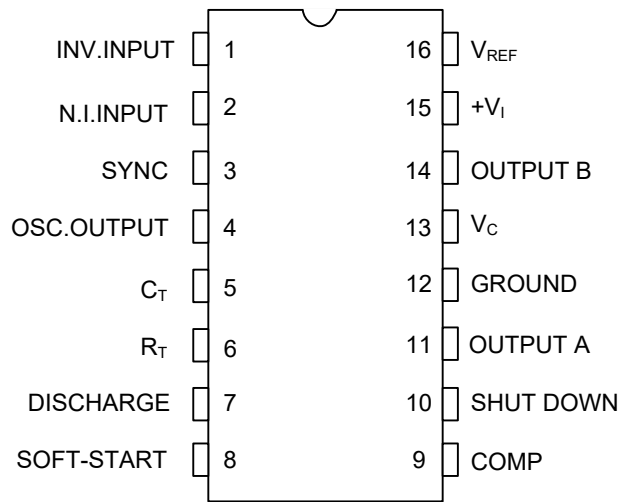 INV.INPUT 1 16 VREF
N.I.INPUT 2 15 +VI
SYNC 3 14 OUTPUT B
OSC.OUTPUT 4 13 VC
CT 5 12 GROUND
RT 6 11 OUTPUT A
DISCHARGE 7 10 SHUT DOWN
SOFT-START 8 9 COMP